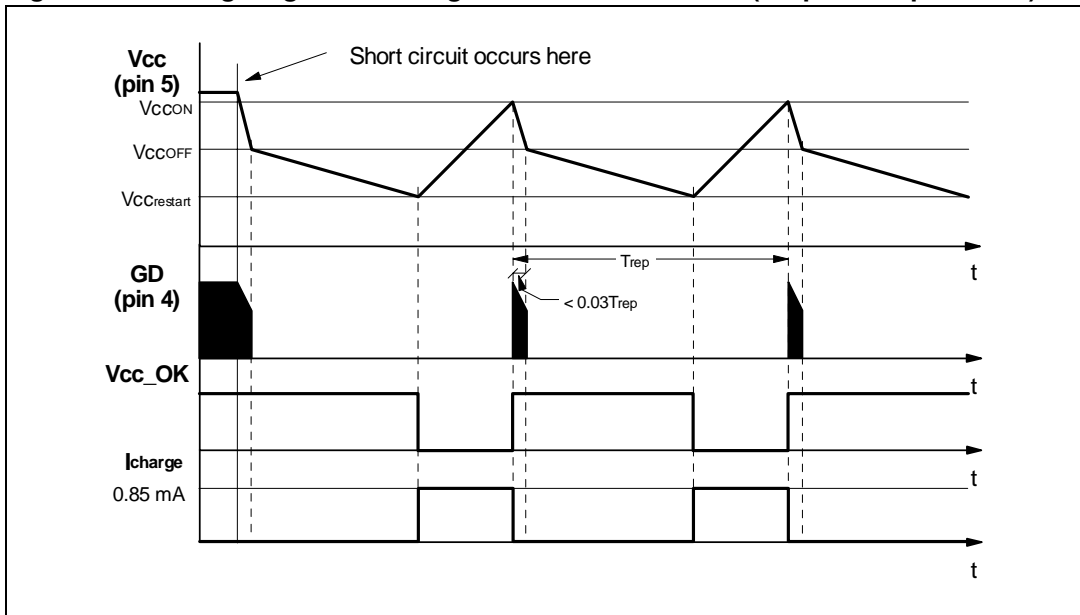 Short circuit occurs here
Vcc
(pin 5)
VccON
VccOFF
Vccrestart
t
GD
(pin 4)
Trep
< 0.03Trep
t
Vcc_OK
t
Icharge
0.85 mA
t